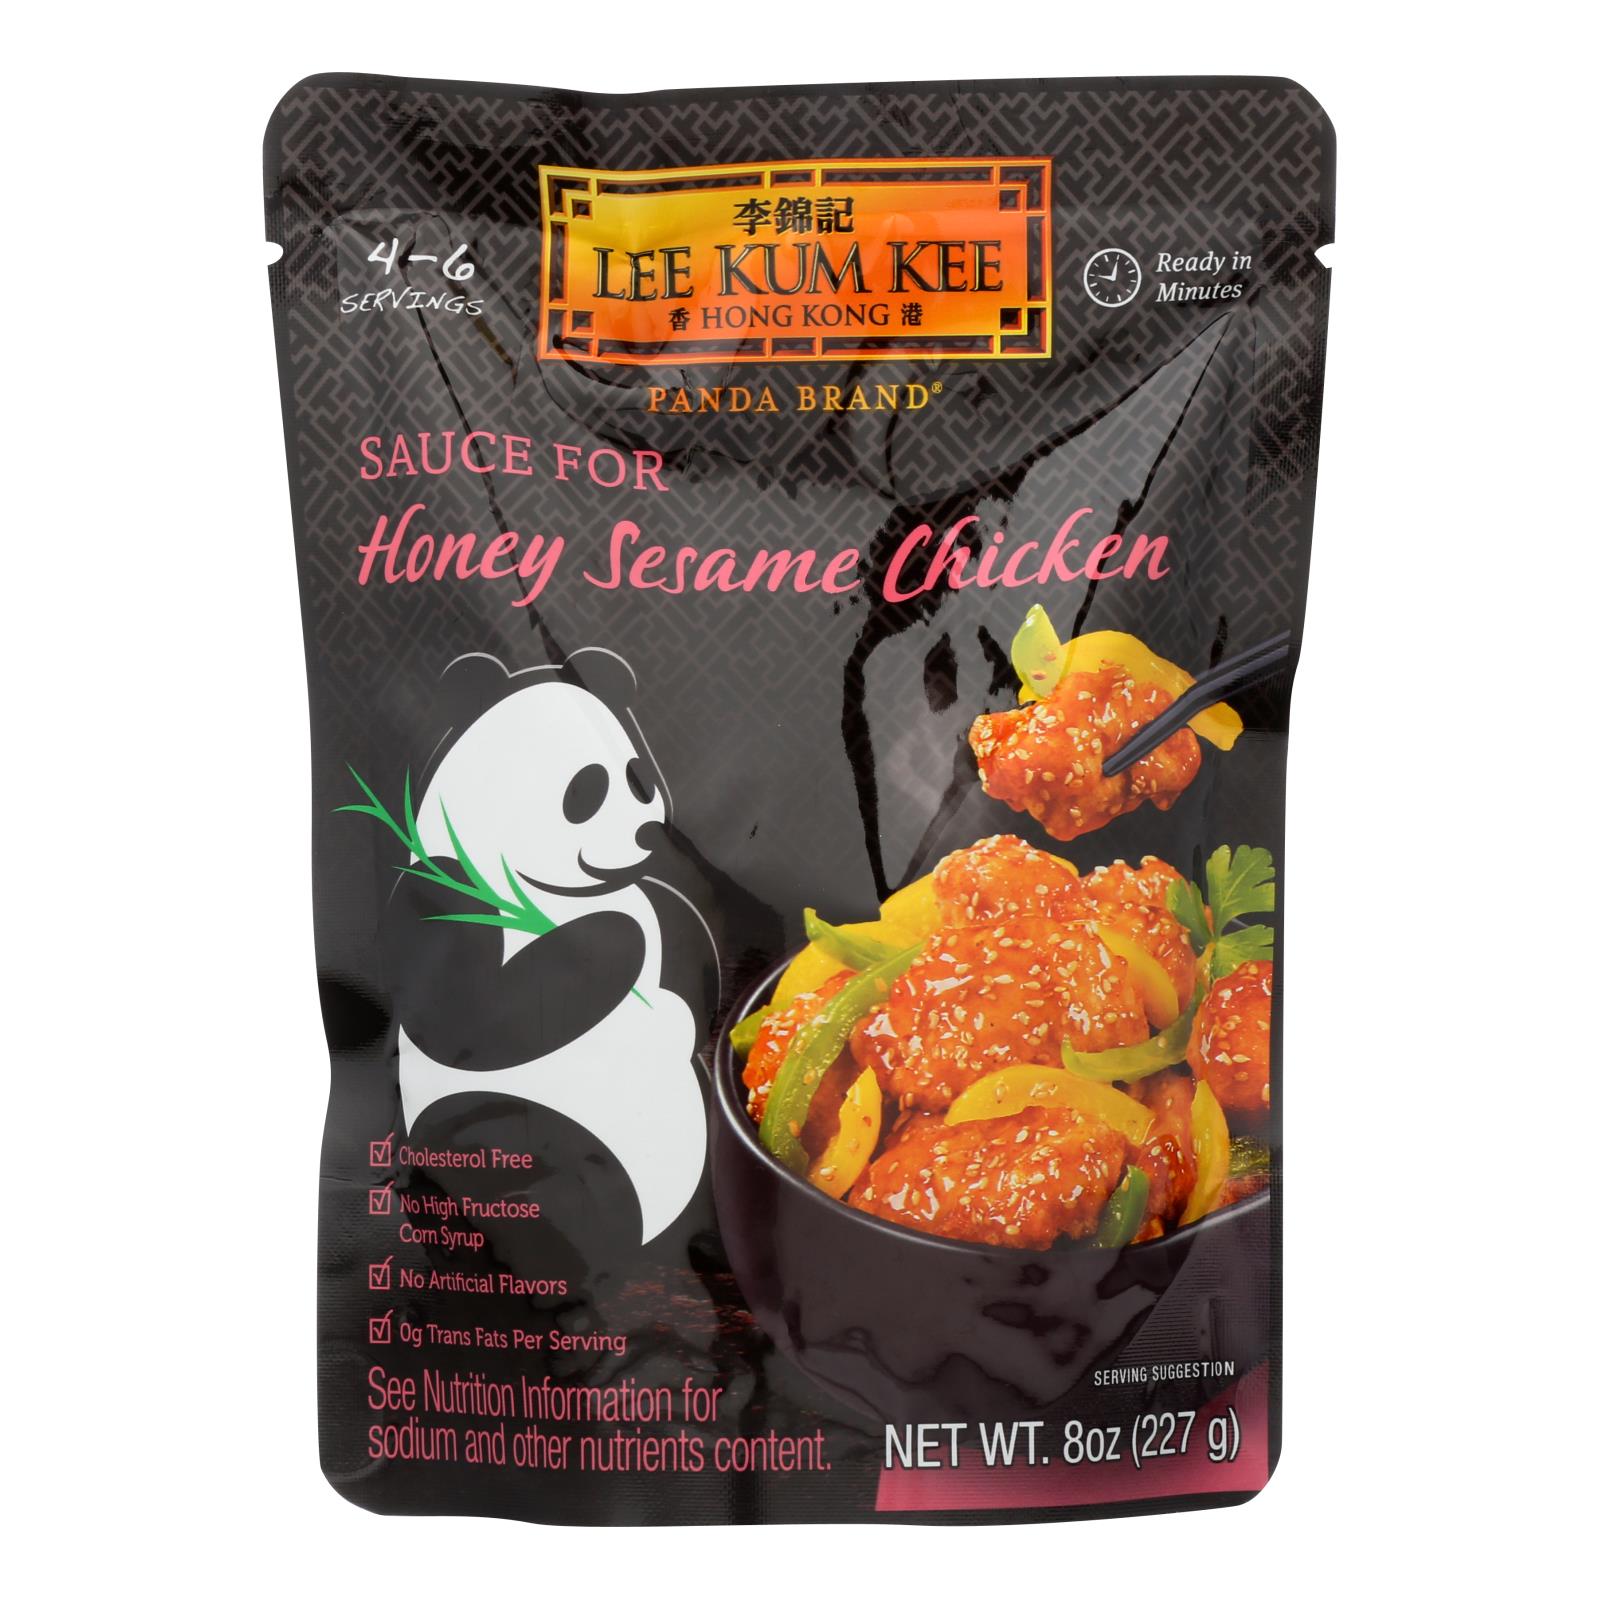 李錦記
LEE KUM KEE
香 HONG KONG 港
PANDA BRAND®
4-6
SERVINGS
Ready in
Minutes
SAUCE FOR
Honey Sesame Chicken
Cholesterol Free
No High Fructose
Corn Syrup
No Artificial Flavors
0g Trans Fats Per Serving
See Nutrition Information for
sodium and other nutrients content.
SERVING SUGGESTION
NET WT. 8oz (227 g)